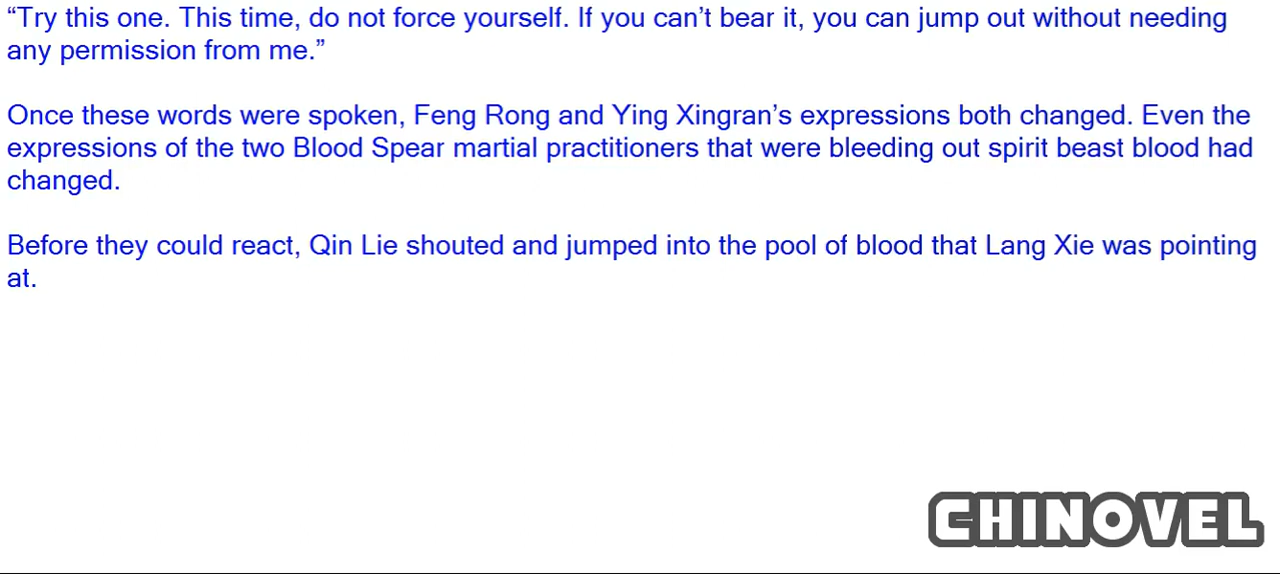 “Try this one. This time, do not force yourself. If you can’t bear it, you can jump out without needing
any permission from me.”
Once these words were spoken, Feng Rong and Ying Xingran’s expressions both changed. Even the
expressions of the two Blood Spear martial practitioners that were bleeding out spirit beast blood had
changed.
Before they could react, Qin Lie shouted and jumped into the pool of blood that Lang Xie was pointing
at.
CHINOVEL